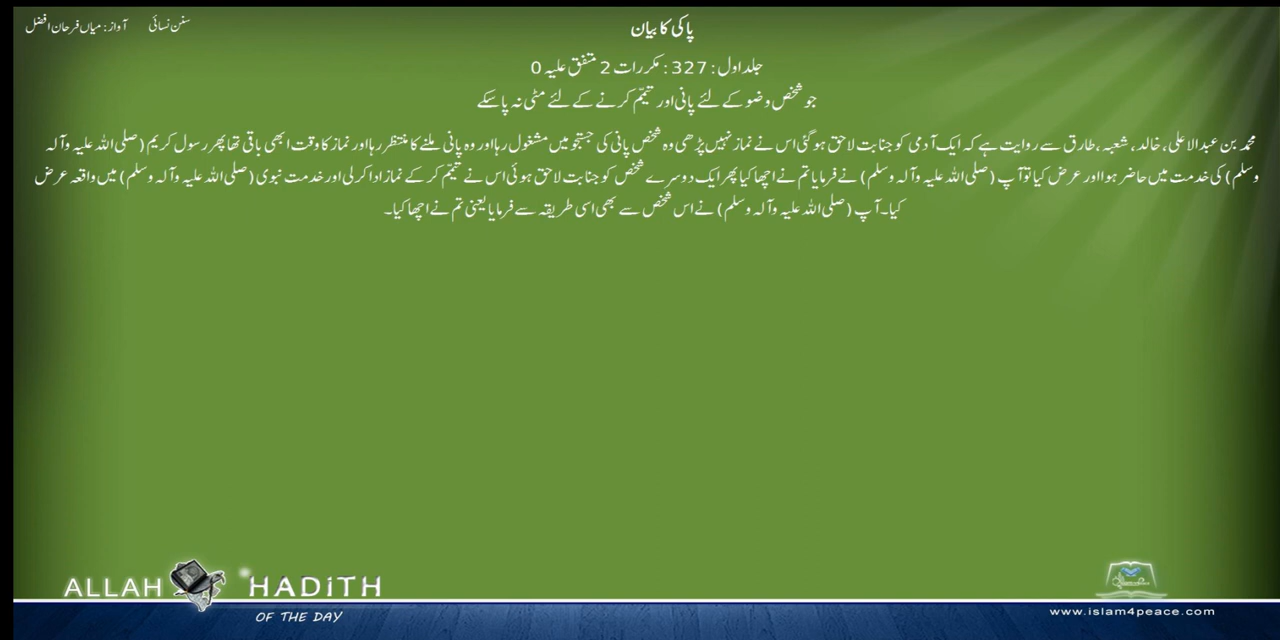 سنن نسائی آواز: میاں فرحان افضل
پاکی کا بیان
جلد اول: 327 : مکررات 2 متفق علیہ 0
جو شخص وضو کے لئے پانی اور تیمّم کرنے کے لئے مٹی نہ پا سکے
محمد بن عبدالاعلی، خالد، شعبہ، طارق سے روایت ہے کہ ایک آدمی کو جنابت لاحق ہوگئی اس نے نماز نہیں پڑھی وہ شخص پانی کی جستجو میں مشغول رہا اور وہ پانی ملنے کا منتظر رہا اور نماز کا وقت ابھی باقی تھا پھر رسول کریم (صلی اللہ علیہ وآلہ
وسلم) کی خدمت میں حاضر ہوا اور عرض کیا تو آپ (صلی اللہ علیہ وآلہ وسلم) نے فرمایا تم نے اچھا کیا پھر ایک دوسرے شخص کو جنابت لاحق ہوئی اس نے تیمّم کر کے نماز ادا کر لی اور خدمت نبوی (صلی اللہ علیہ وآلہ وسلم) میں واقعہ عرض
کیا۔ آپ (صلی اللہ علیہ وآلہ وسلم) نے اس شخص سے بھی اسی طریقہ سے فرمایا یعنی تم نے اچھا کیا۔
ALLAH HADITH
OF THE DAY
www.islam4peace.com